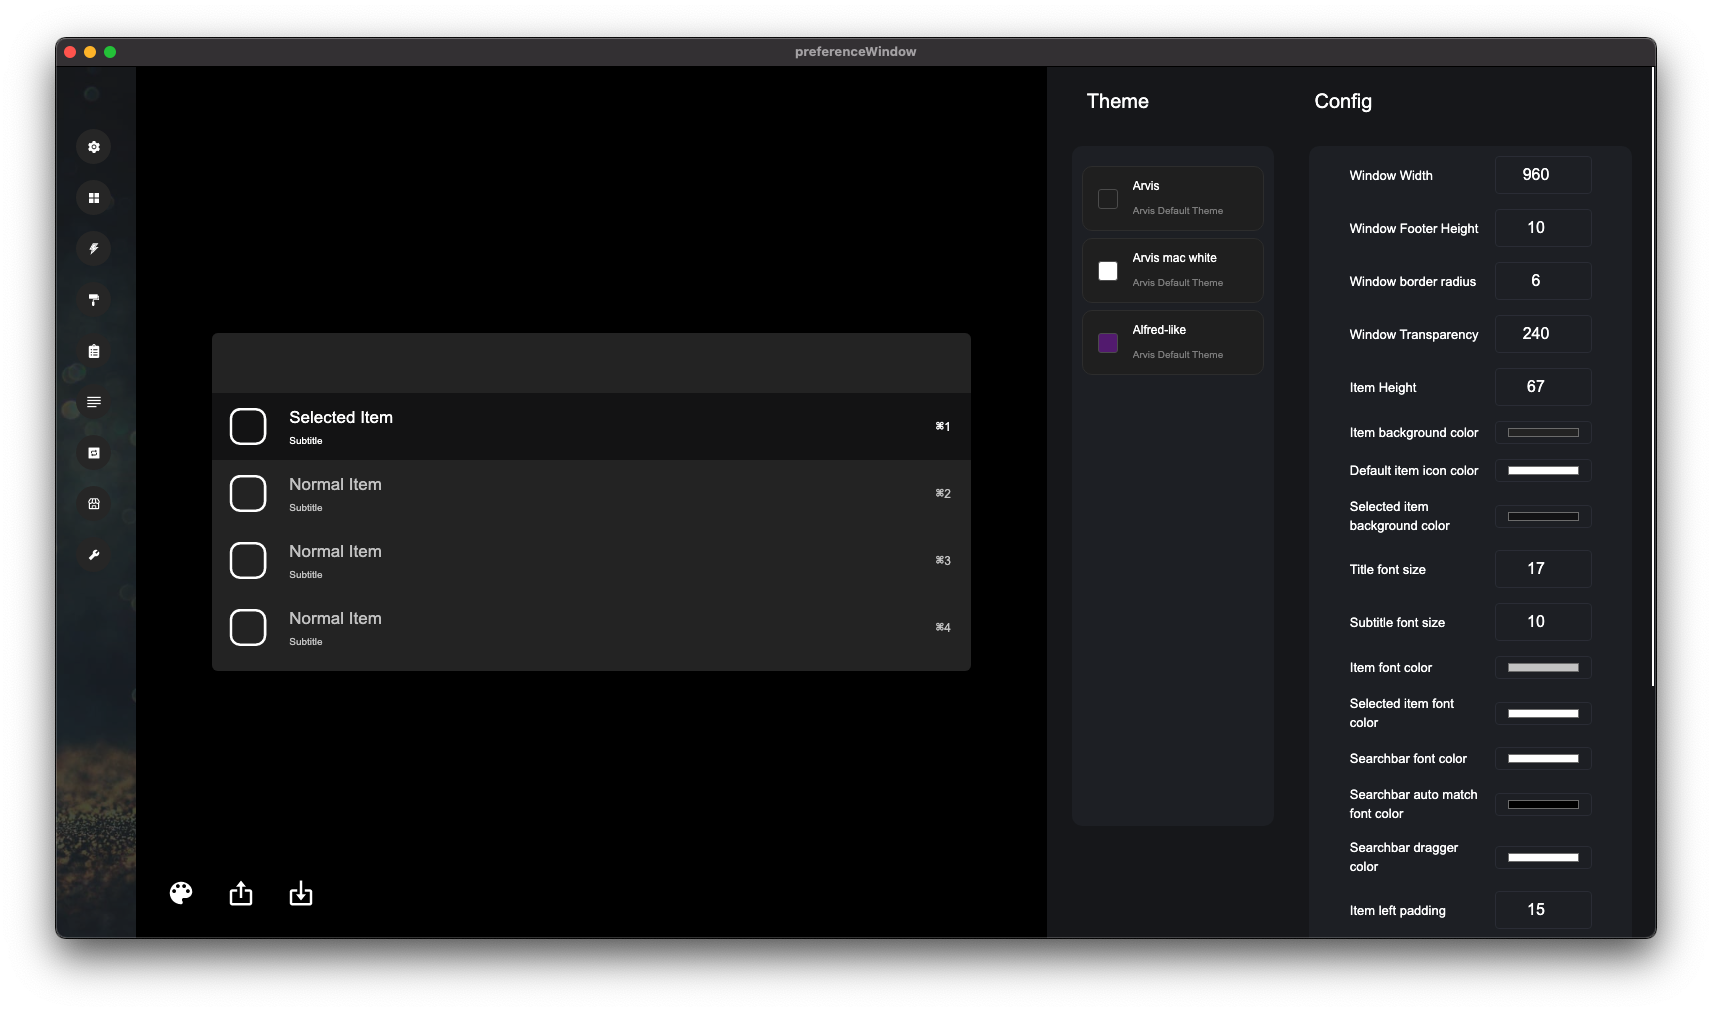 preferenceWindow
Selected Item
Subtitle
⌘1
Normal Item
Subtitle
⌘2
Normal Item
Subtitle
⌘3
Normal Item
Subtitle
⌘4
Theme
Arvis
Arvis Default Theme
Arvis mac white
Arvis Default Theme
Alfred-like
Arvis Default Theme
Config
Window Width 960
Window Footer Height 10
Window border radius 6
Window Transparency 240
Item Height 67
Item background color
Default item icon color
Selected item
background color
Title font size 17
Subtitle font size 10
Item font color
Selected item font
color
Searchbar font color
Searchbar auto match
font color
Searchbar dragger
color
Item left padding 15